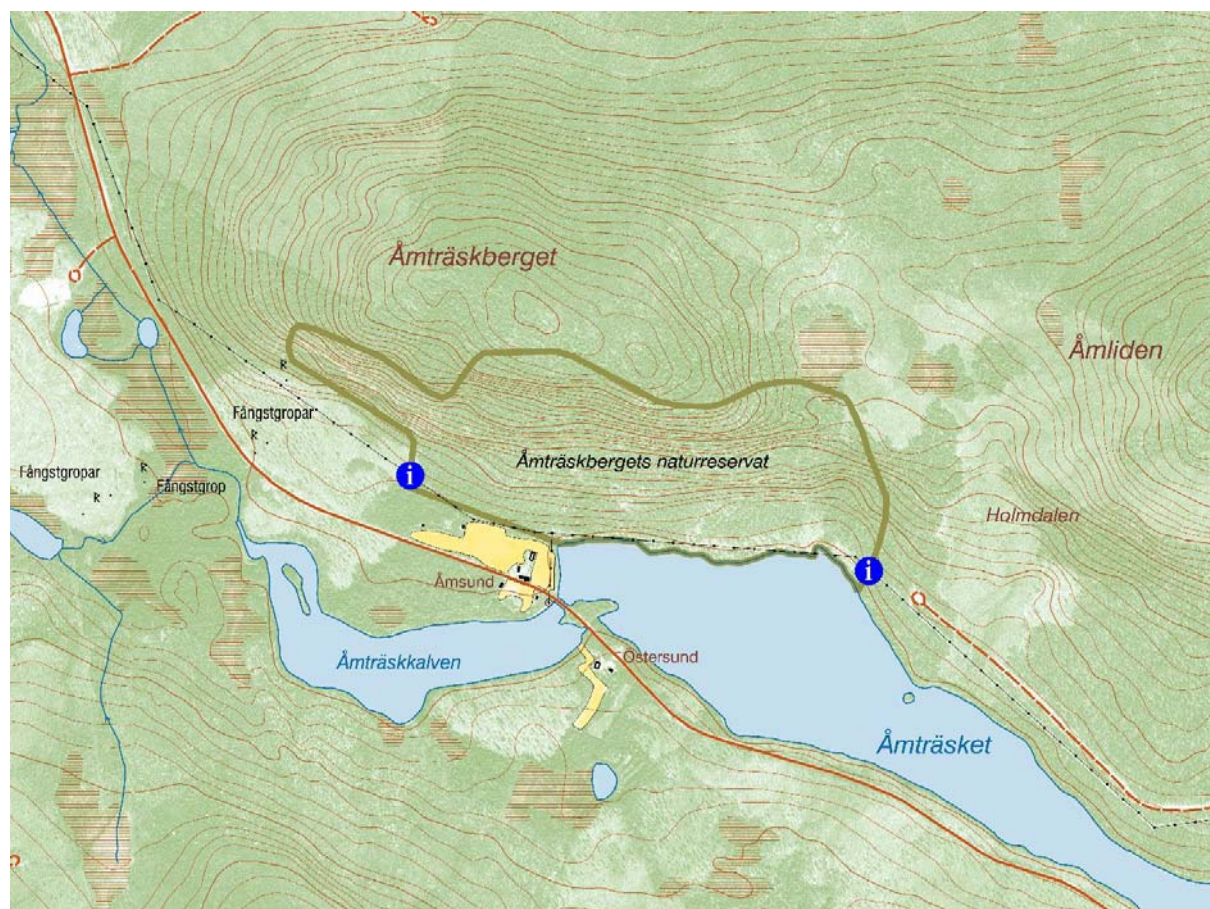 Åmträskberget
Åmliden
Fångstgropar
Åmträskbergets naturreservat
Fångstgropar
Fångstgrop
i
Holmdalen
i
Åmsund
Åmträskkalven
Östersund
Åmträsket
R
R
R
R